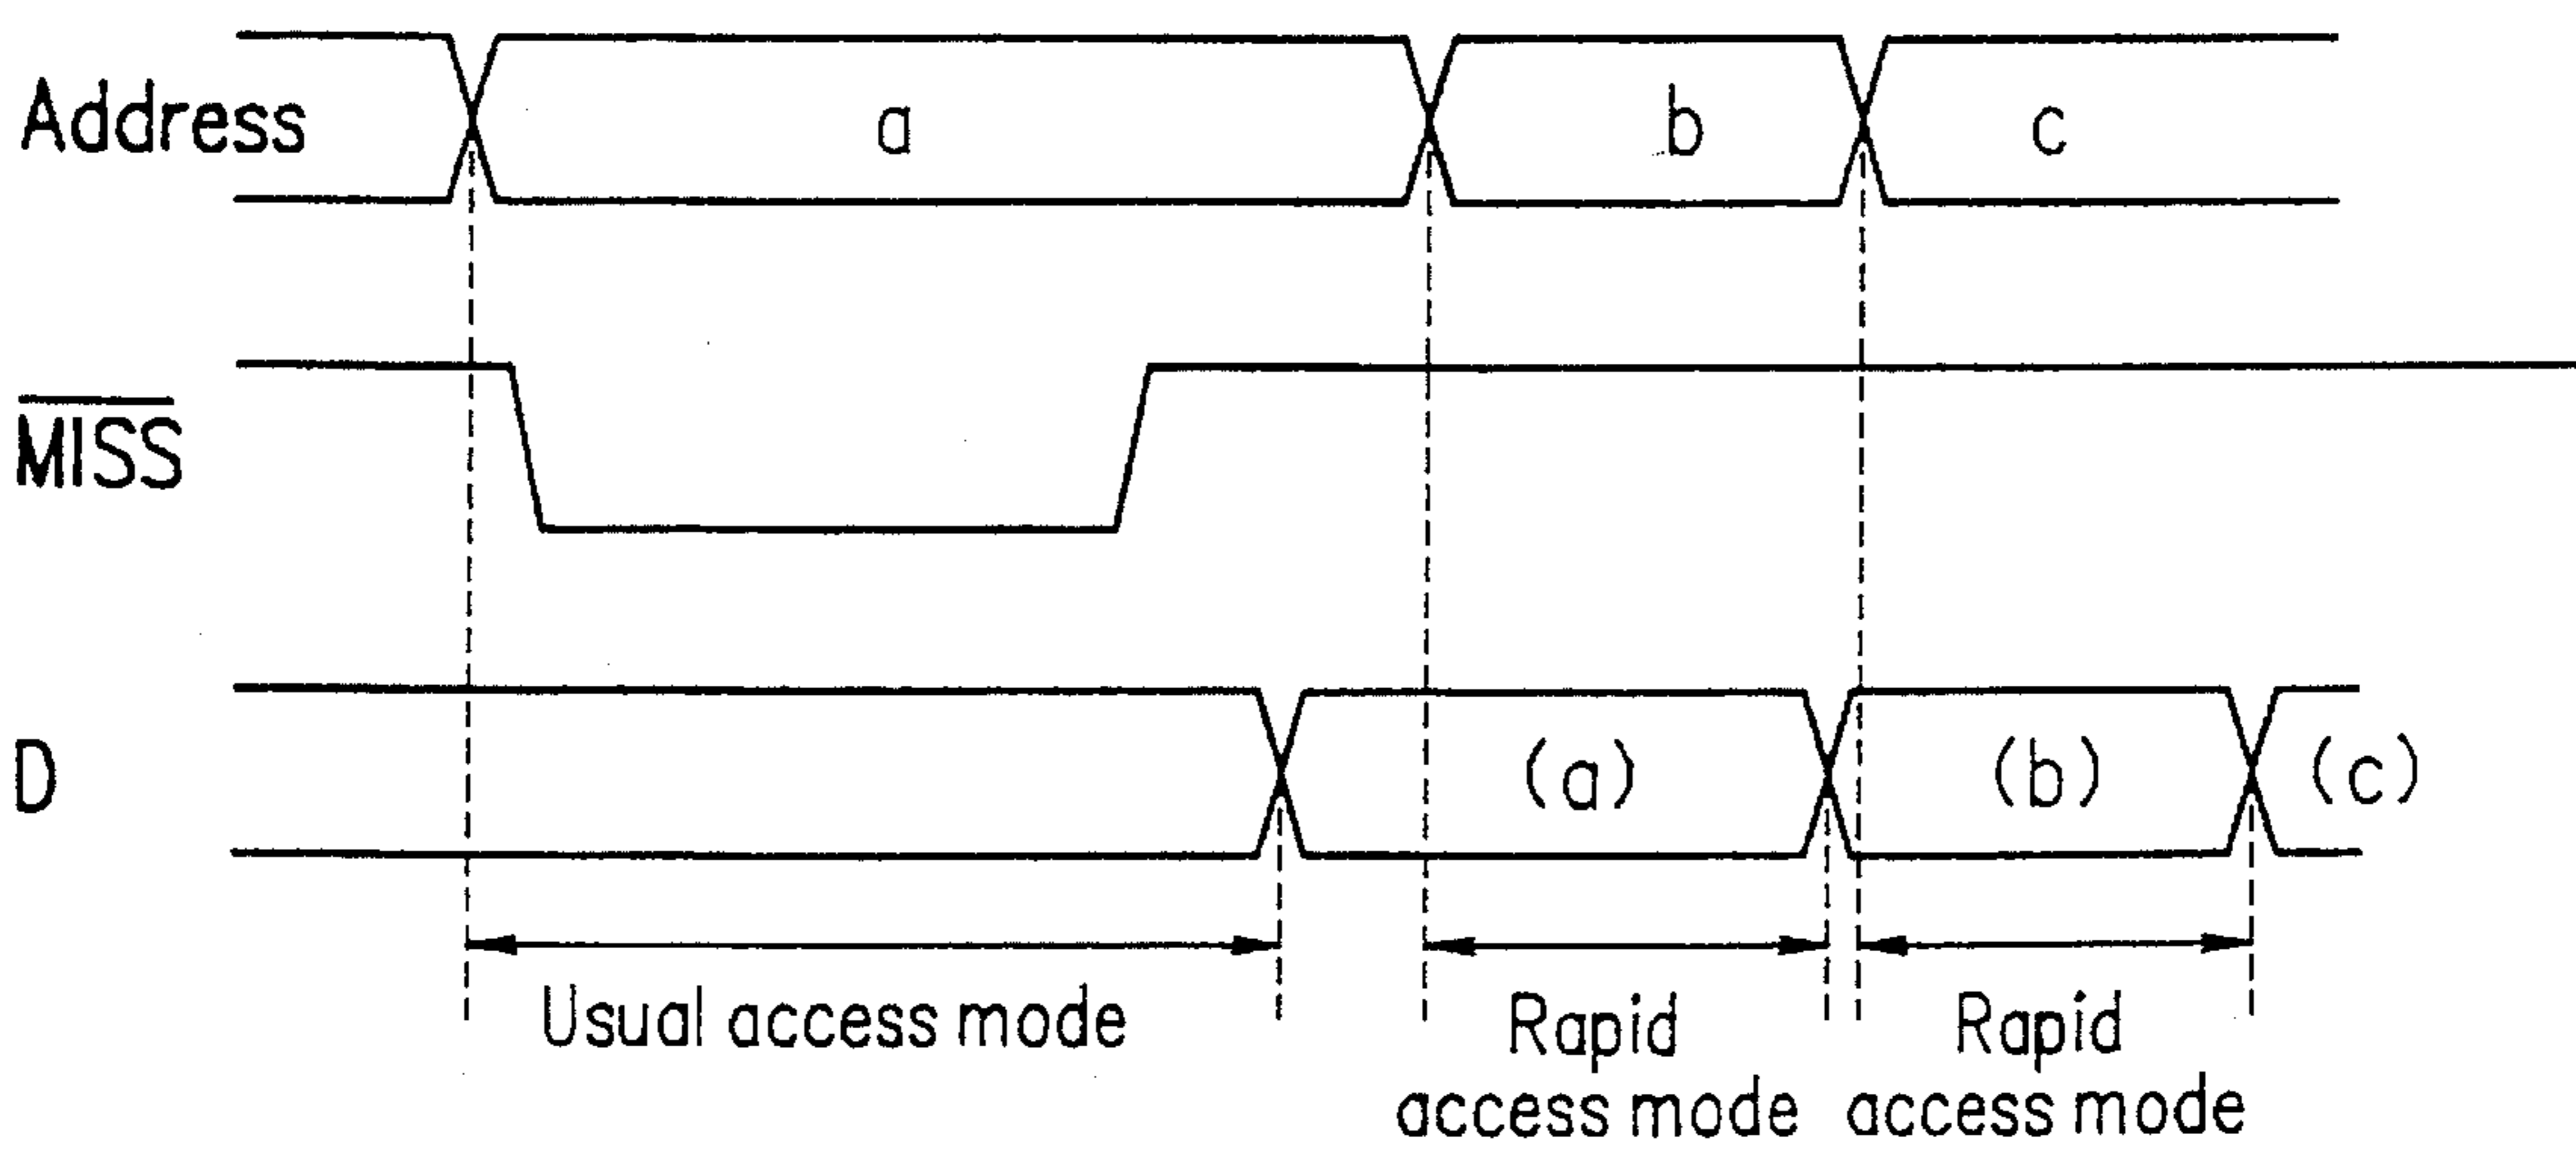 Address a b c
MISS
D (a) (b) (c)
Usual access mode
Rapid
access mode
Rapid
access mode